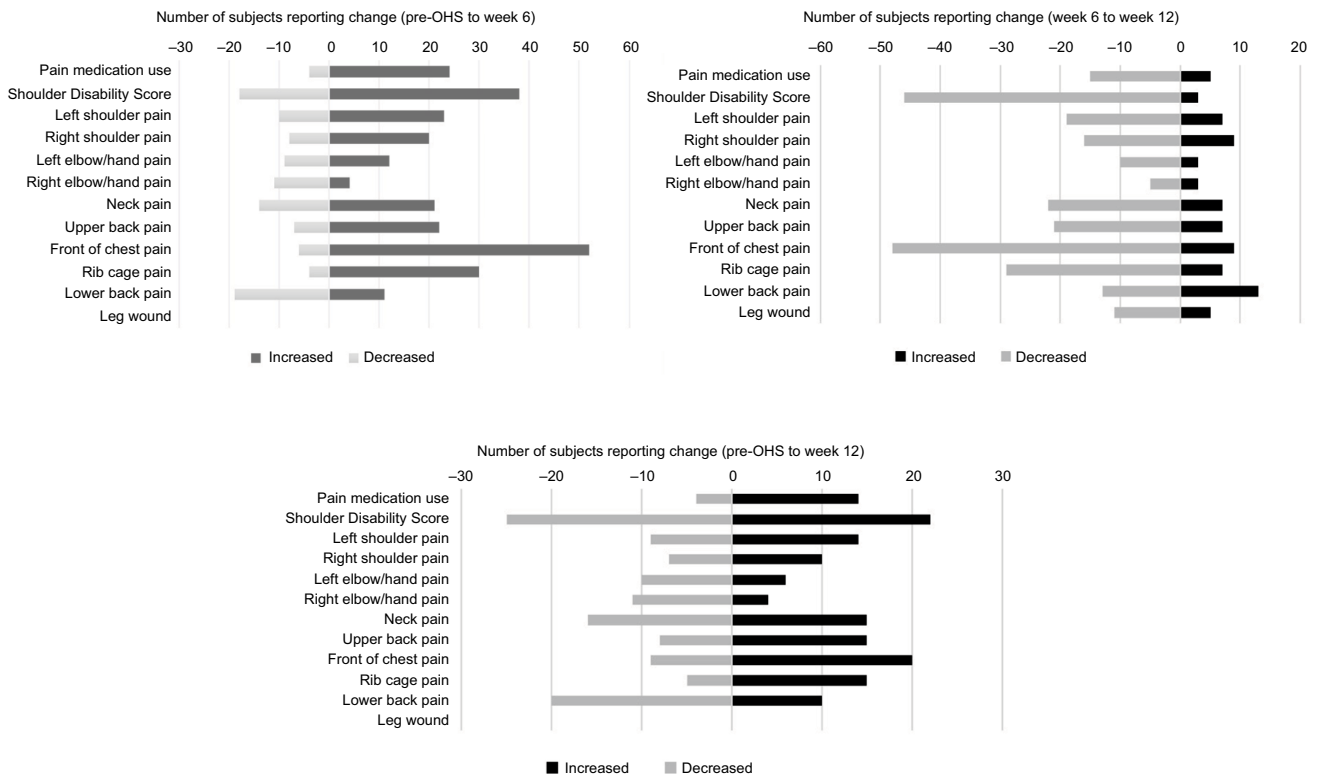 Number of subjects reporting change (pre-OHS to week 6)
–30 –20 –10 0 10 20 30 40 50 60
Pain medication use
Shoulder Disability Score
Left shoulder pain
Right shoulder pain
Left elbow/hand pain
Right elbow/hand pain
Neck pain
Upper back pain
Front of chest pain
Rib cage pain
Lower back pain
Leg wound
Increased Decreased
Number of subjects reporting change (week 6 to week 12)
–60 –50 –40 –30 –20 –10 0 10 20
Pain medication use
Shoulder Disability Score
Left shoulder pain
Right shoulder pain
Left elbow/hand pain
Right elbow/hand pain
Neck pain
Upper back pain
Front of chest pain
Rib cage pain
Lower back pain
Leg wound
Increased Decreased
Number of subjects reporting change (pre-OHS to week 12)
–30 –20 –10 0 10 20 30
Pain medication use
Shoulder Disability Score
Left shoulder pain
Right shoulder pain
Left elbow/hand pain
Right elbow/hand pain
Neck pain
Upper back pain
Front of chest pain
Rib cage pain
Lower back pain
Leg wound
Increased Decreased